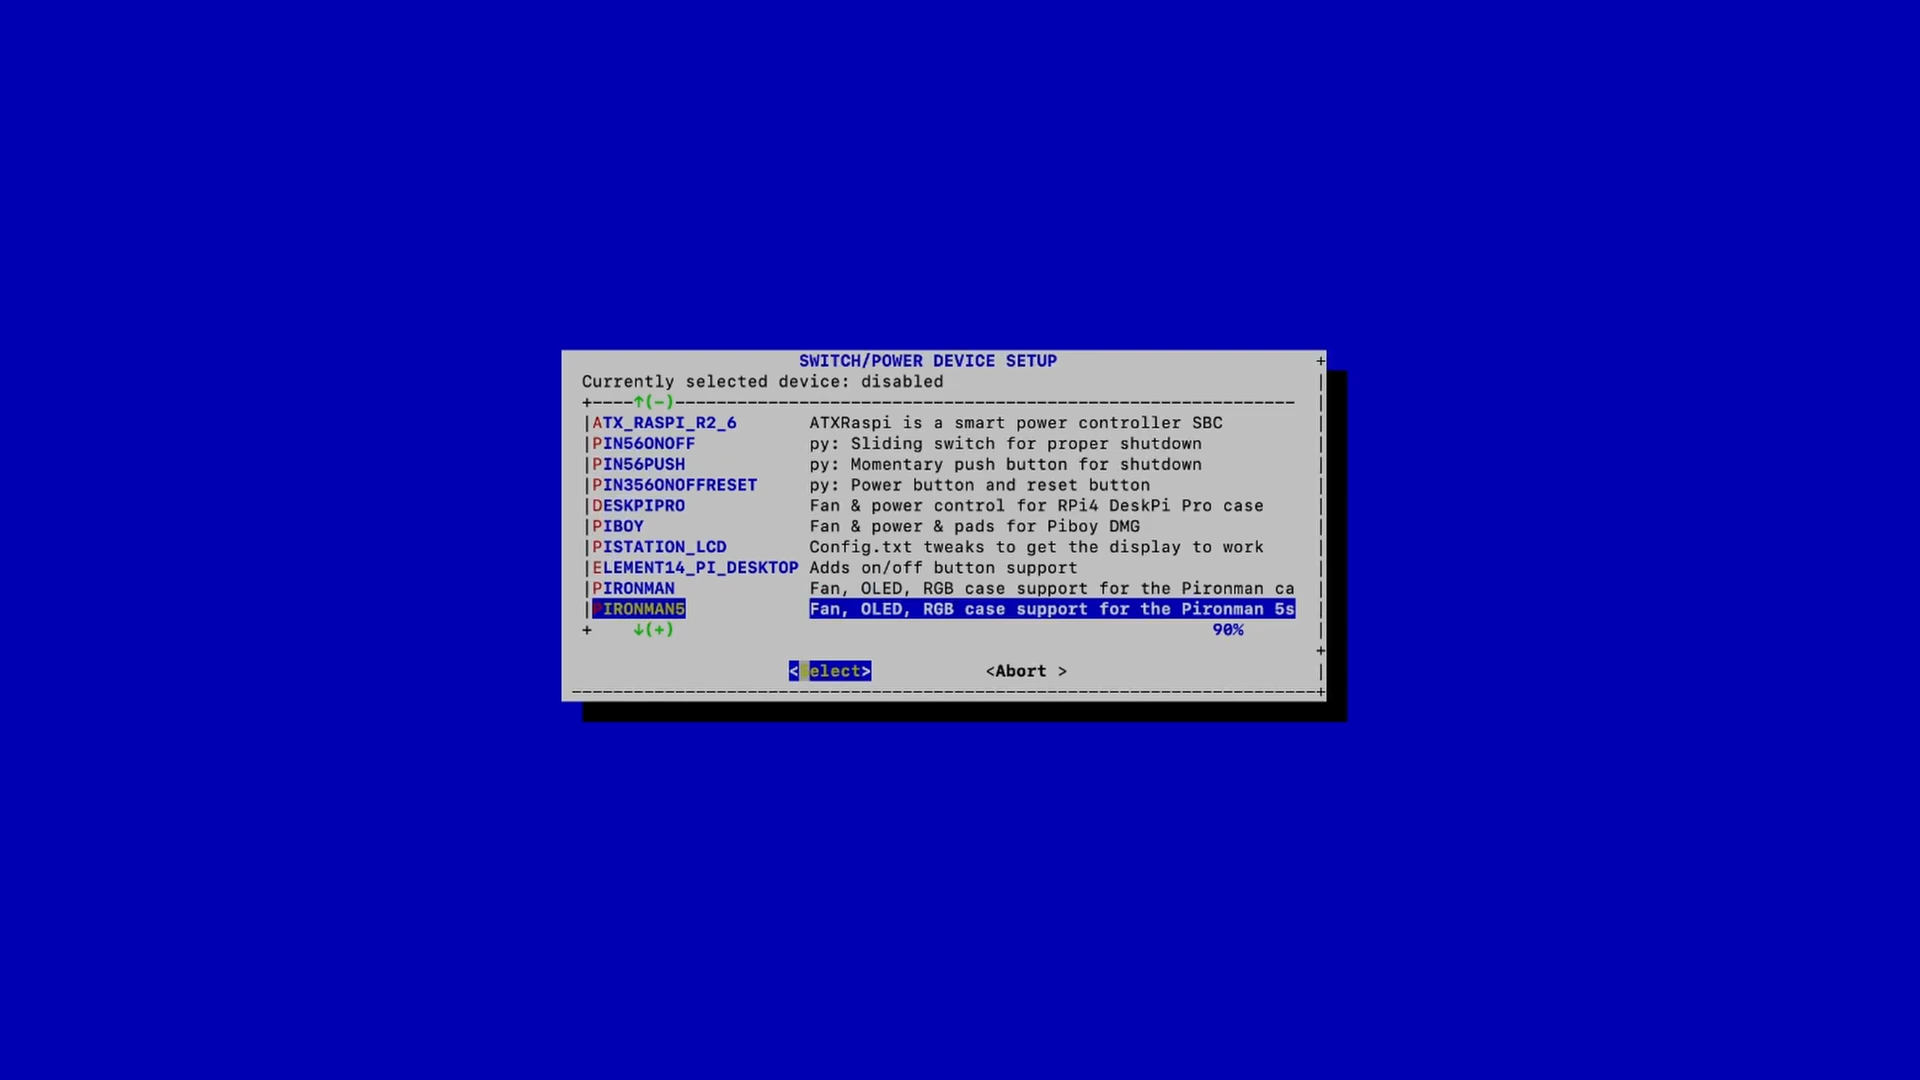 SWITCH/POWER DEVICE SETUP
Currently selected device: disabled
↑(-)
ATX_RASPI_R2_6 ATXRaspi is a smart power controller SBC
PIN56ONOFF py: Sliding switch for proper shutdown
PIN56PUSH py: Momentary push button for shutdown
PIN356ONOFFRESET py: Power button and reset button
DESKPIPRO Fan & power control for RPi4 DeskPi Pro case
PIBOY Fan & power & pads for Piboy DMG
PISTATION_LCD Config.txt tweaks to get the display to work
ELEMENT14_PI_DESKTOP Adds on/off button support
PIRONMAN Fan, OLED, RGB case support for the Pironman ca
PIRONMAN5 Fan, OLED, RGB case support for the Pironman 5s
↓(+) 90%
<Select> <Abort >